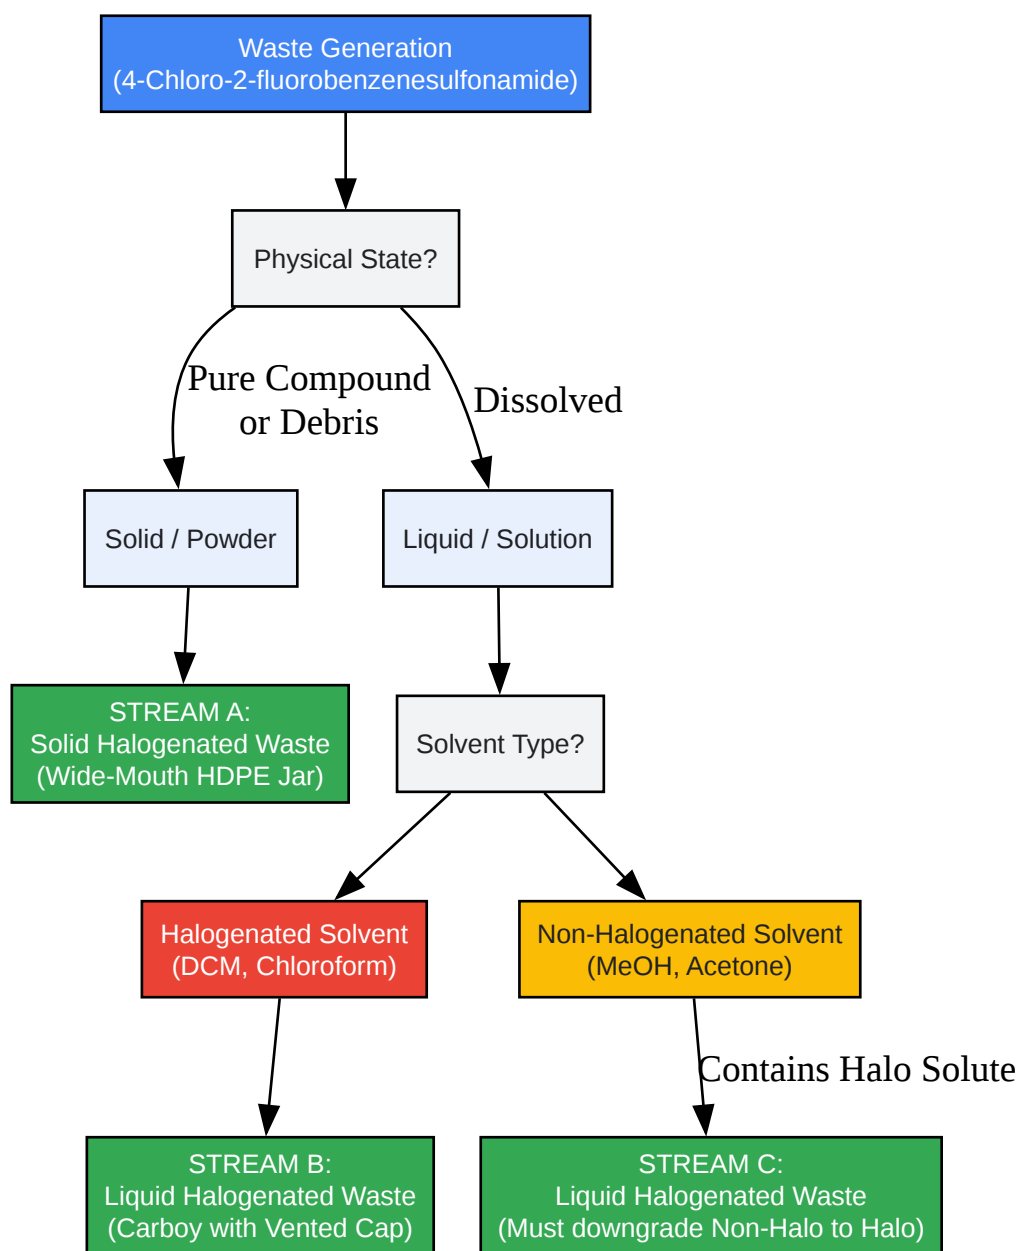 Waste Generation
(4-Chloro-2-fluorobenzenesulfonamide)
Physical State?
Pure Compound
or Debris
Dissolved
Solid / Powder
Liquid / Solution
STREAM A:
Solid Halogenated Waste
(Wide-Mouth HDPE Jar)
Solvent Type?
Halogenated Solvent
(DCM, Chloroform)
Non-Halogenated Solvent
(MeOH, Acetone)
Contains Halo Solute
STREAM B:
Liquid Halogenated Waste
(Carboy with Vented Cap)
STREAM C:
Liquid Halogenated Waste
(Must downgrade Non-Halo to Halo)